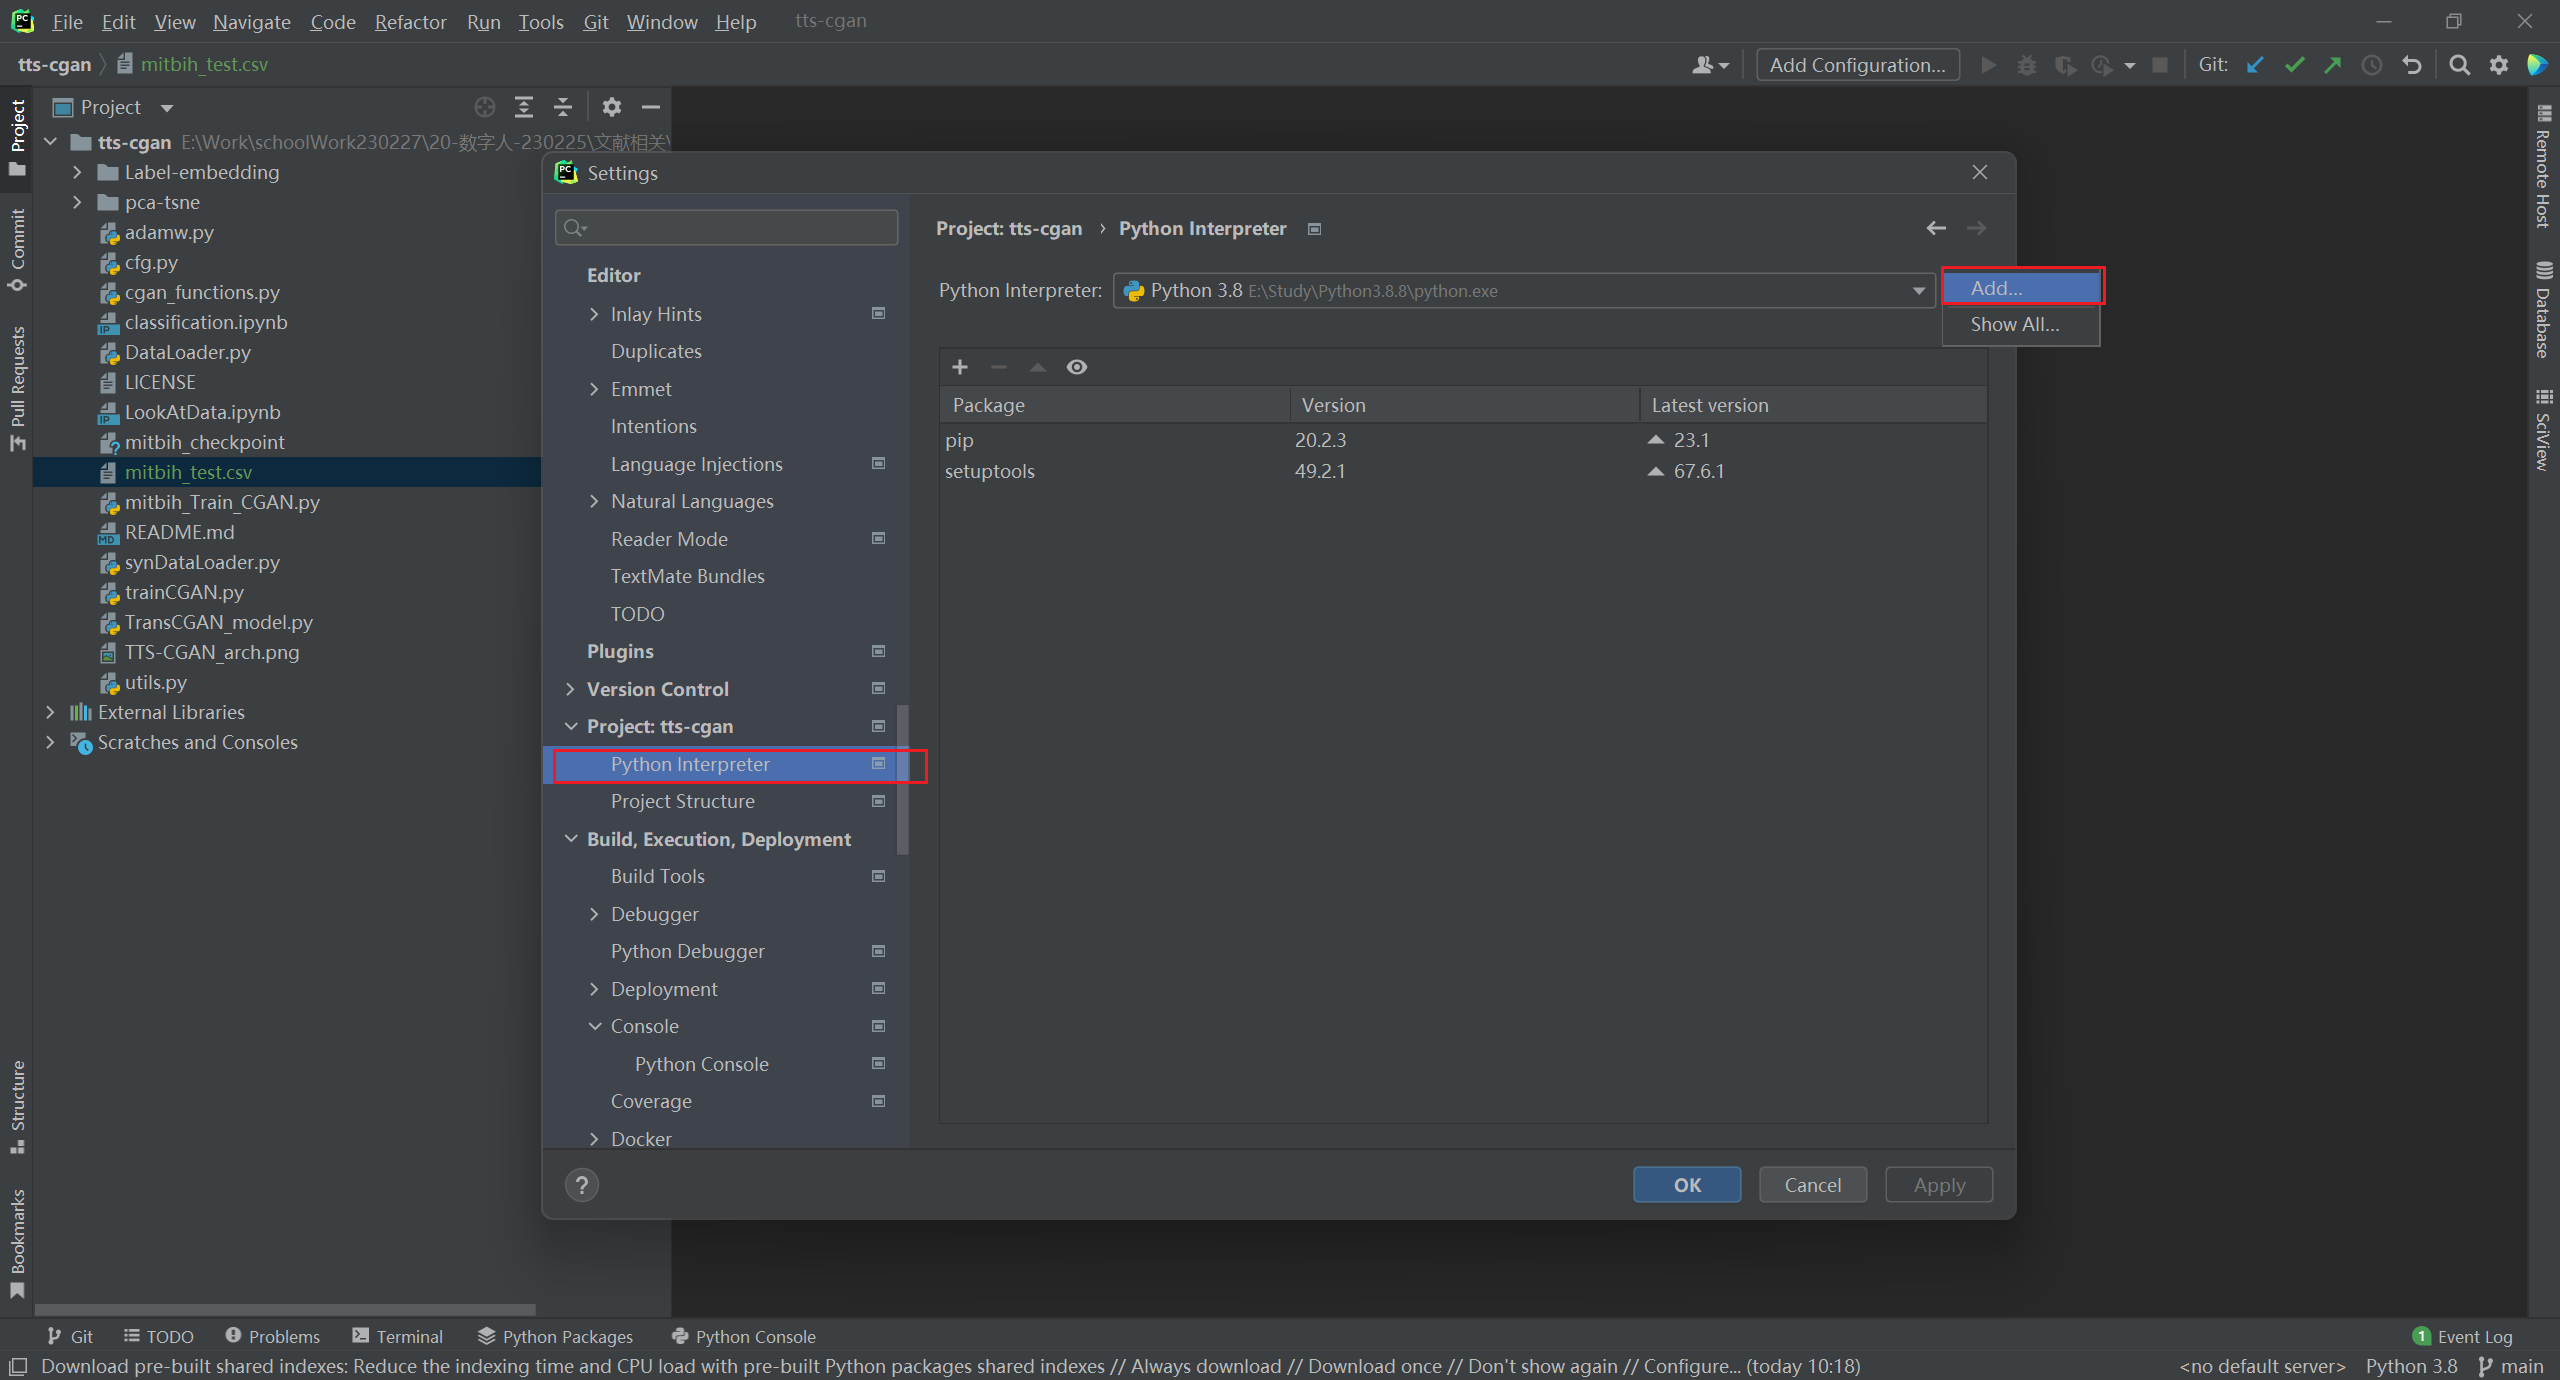 File Edit View Navigate Code Refactor Run Tools Git Window Help tts-cgan
tts-cgan mitbih_test.csv Add Configuration... Git:
Project
tts-cgan E:\Work\schoolWork230227\20-数字人-230225\文献相关\
Label-embedding
pca-tsne
adamw.py
cfg.py
cgan_functions.py
classification.ipynb
DataLoader.py
LICENSE
LookAtData.ipynb
mitbih_checkpoint
mitbih_test.csv
mitbih_Train_CGAN.py
README.md
synDataLoader.py
trainCGAN.py
TransCGAN_model.py
TTS-CGAN_arch.png
utils.py
External Libraries
Scratches and Consoles
Project
Commit
Pull Requests
Structure
Bookmarks
Settings
Editor
Inlay Hints
Duplicates
Emmet
Intentions
Language Injections
Natural Languages
Reader Mode
TextMate Bundles
TODO
Plugins
Version Control
Project: tts-cgan
Python Interpreter
Project Structure
Build, Execution, Deployment
Build Tools
Debugger
Python Debugger
Deployment
Console
Python Console
Coverage
Docker
Project: tts-cgan › Python Interpreter
Python Interpreter: Python 3.8 E:\Study\Python3.8.8\python.exe
Add...
Show All...
Package Version Latest version
pip 20.2.3 23.1
setuptools 49.2.1 67.6.1
? OK Cancel Apply
Remote Host
Database
SciView
Git TODO Problems Terminal Python Packages Python Console 1 Event Log
Download pre-built shared indexes: Reduce the indexing time and CPU load with pre-built Python packages shared indexes // Always download // Download once // Don't show again // Configure... (today 10:18) <no default server> Python 3.8 main